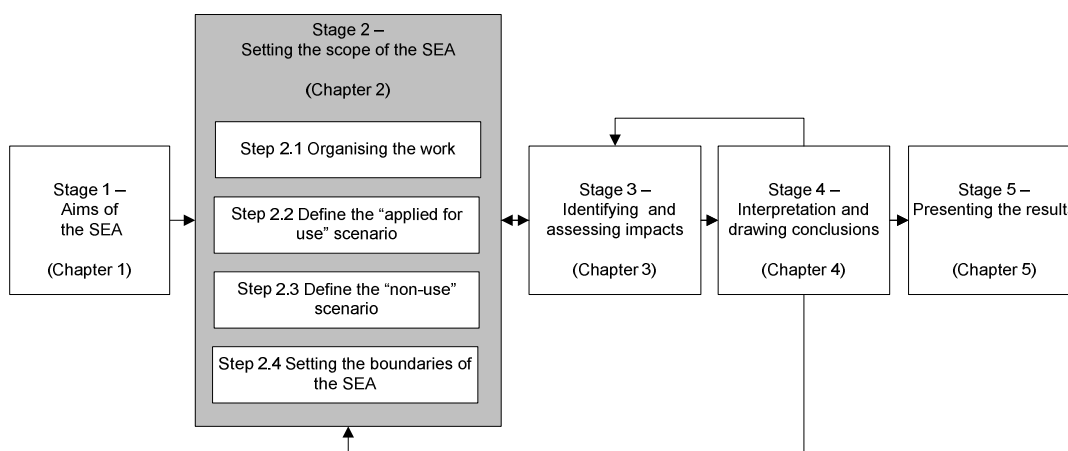 Stage 1 –
Aims of
the SEA
(Chapter 1)
Stage 2 –
Setting the scope of the SEA
(Chapter 2)
Step 2.1 Organising the work
Step 2.2 Define the “applied for
use” scenario
Step 2.3 Define the “non-use”
scenario
Step 2.4 Setting the boundaries of
the SEA
Stage 3 –
Identifying and
assessing impacts
(Chapter 3)
Stage 4 –
Interpretation and
drawing conclusions
(Chapter 4)
Stage 5 –
Presenting the result
(Chapter 5)